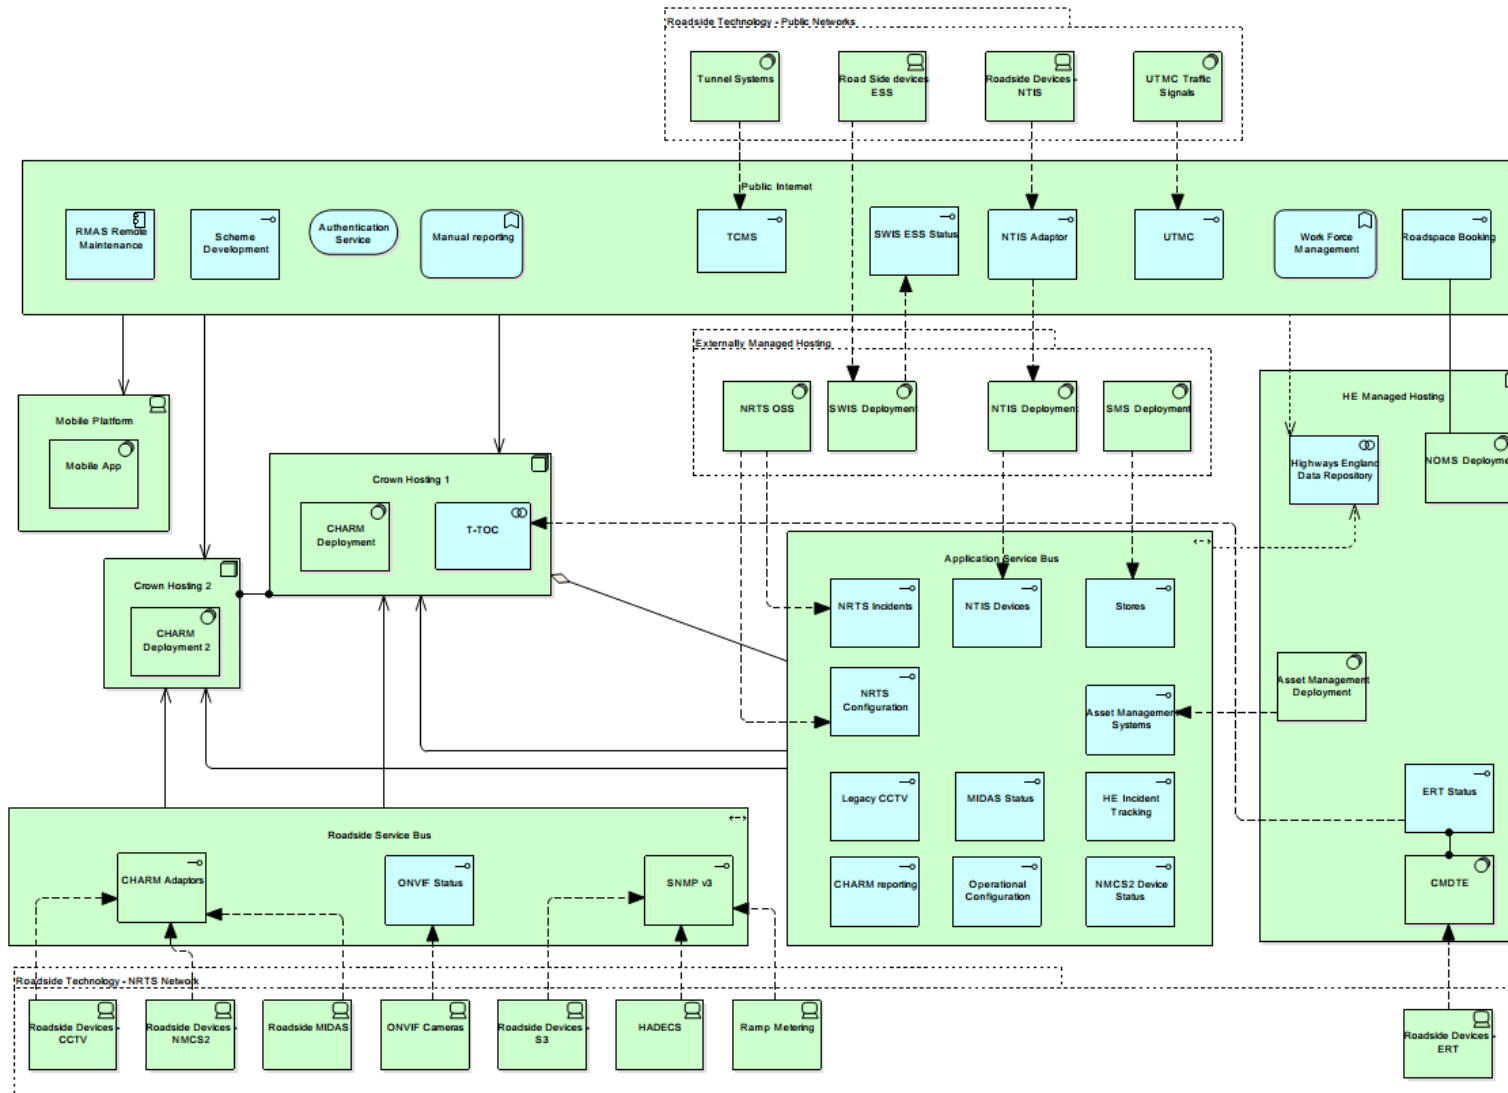 Roadside Technology - Public Networks
Tunnel Systems
Road Side devices
ESS
Roadside Devices -
NTIS
UTMC Traffic
Signals
Public Internet
RMAS Remote
Maintenance
Scheme
Development
Authentication
Service
Manual reporting
TCMS
SWIS ESS Status
NTIS Adaptor
UTMC
Work Force
Management
Roadspace Booking
Externally Managed Hosting
NRTS OSS
SWIS Deployment
NTIS Deployment
SMS Deployment
HE Managed Hosting
Highways England
Data Repository
NOMS Deployme
Mobile Platform
Mobile App
Crown Hosting 1
CHARM
Deployment
T-TOC
Crown Hosting 2
CHARM
Deployment 2
Application Service Bus
NRTS Incidents
NTIS Devices
Stores
NRTS
Configuration
Asset Management
Systems
Asset Management
Deployment
Legacy CCTV
MIDAS Status
HE Incident
Tracking
ERT Status
CHARM reporting
Operational
Configuration
NMCS2 Device
Status
CMDTE
Roadside Service Bus
CHARM Adaptors
ONVIF Status
SNMP v3
Roadside Technology - NRTS Network
Roadside Devices -
CCTV
Roadside Devices -
NMCS2
Roadside MIDAS
ONVIF Cameras
Roadside Devices -
S3
HADECS
Ramp Metering
Roadside Devices -
ERT